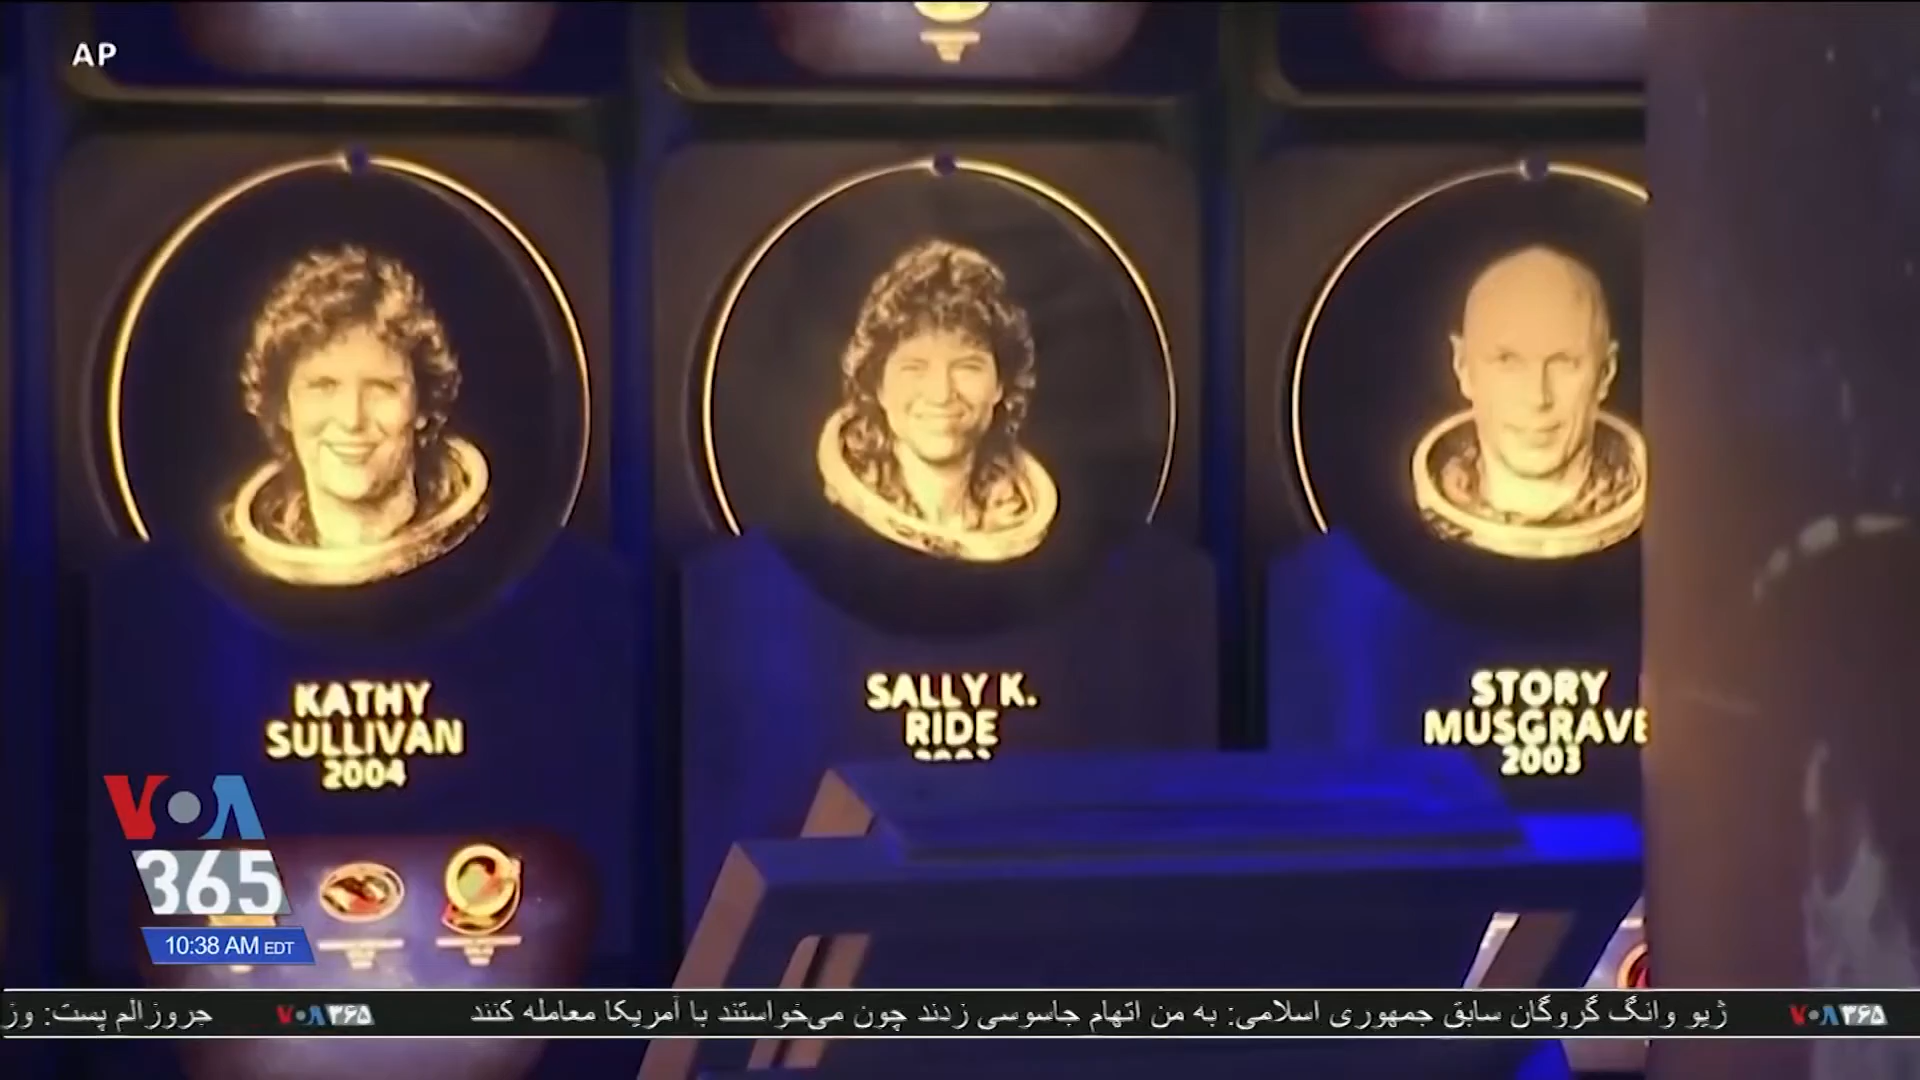 AP
KATHY
SULLIVAN
2004
SALLY K.
RIDE
STORY
MUSGRAVE
2003
VOA
365
10:38 AM EDT
VOA۳۶۵
ژیو وانگ گروگان سابق جمهوری اسلامی: به من اتهام جاسوسی زدند چون می‌خواستند با آمریکا معامله کنند
VOA۳۶۵
جروزالم پست: وز